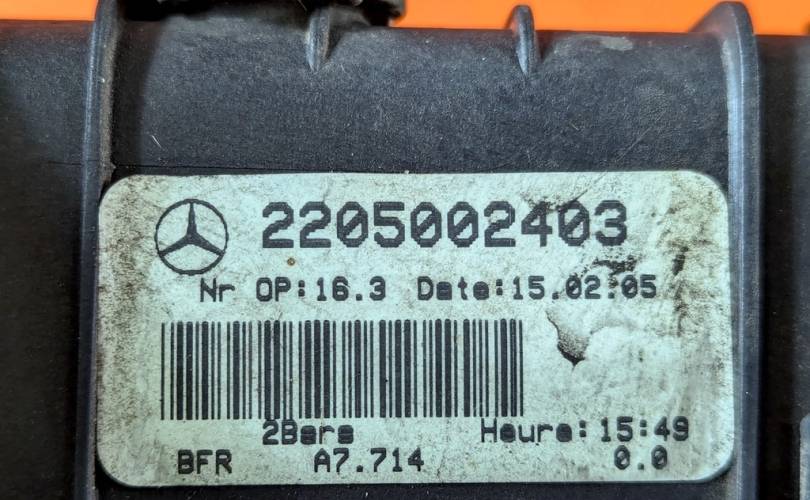 2205002403
Nr OP:16.3 Date:15.02.05
2Bars Heure:15:49
BFR A7.714 0.0